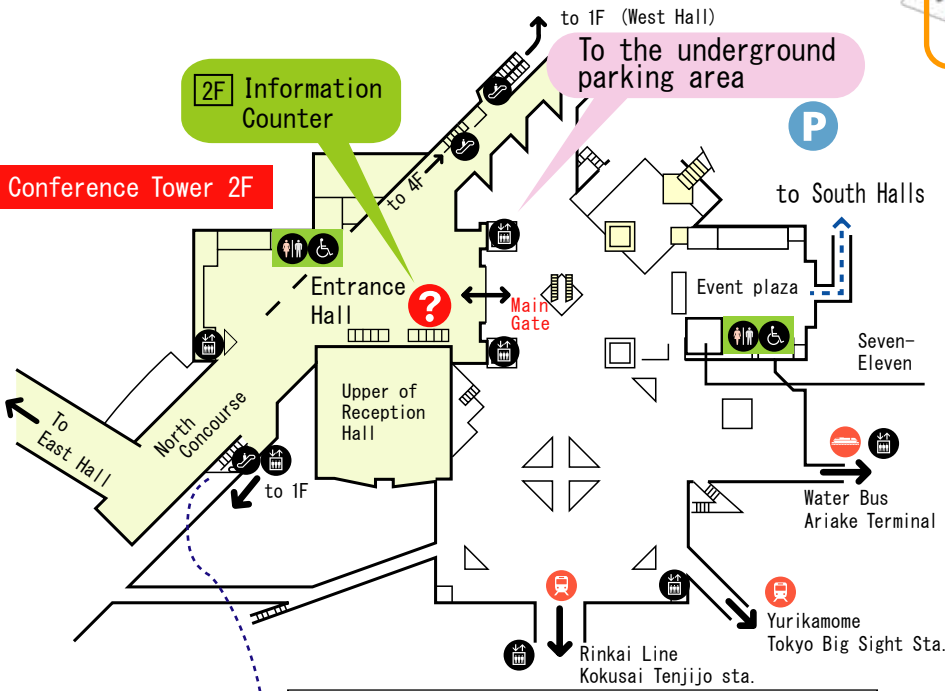 to 1F (West Hall)
To the underground
parking area
2F Information
Counter
P
Conference Tower 2F
to 4F
to South Halls
Entrance
Hall
?
Main
Gate
Event plaza
Seven-
Eleven
Upper of
Reception
Hall
North
Concourse
To
East Hall
to 1F
Water Bus
Ariake Terminal
Yurikamome
Tokyo Big Sight Sta.
Rinkai Line
Kokusai Tenjijo sta.